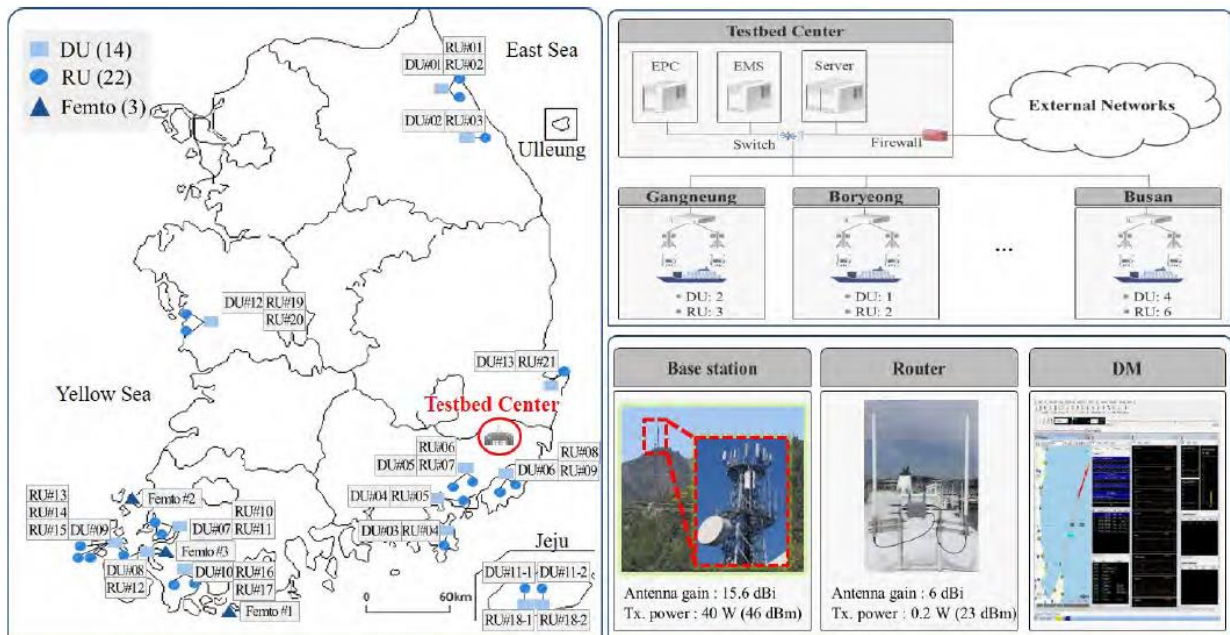 DU (14)
RU (22)
Femto (3)
East Sea
Ulleung
RU#01
DU#01 RU#02
DU#02 RU#03
DU#12 RU#19
RU#20
DU#13 RU#21
Yellow Sea
Testbed Center
RU#06
DU#05 RU#07
RU#08
DU#06 RU#09
DU#04 RU#05
DU#03 RU#04
RU#13
RU#14
RU#15 DU#09
Femto #2
RU#10
DU#07 RU#11
Femto #3
DU#08
RU#12
DU#10 RU#16
RU#17
Femto #1
Jeju
DU#11-1 DU#11-2
RU#18-1 RU#18-2
0 60km
Testbed Center
EPC
EMS
Server
Switch
Firewall
External Networks
Gangneung
DU: 2
RU: 3
Boryeong
DU: 1
RU: 2
...
Busan
DU: 4
RU: 6
Base station
Antenna gain : 15.6 dBi
Tx. power : 40 W (46 dBm)
Router
Antenna gain : 6 dBi
Tx. power : 0.2 W (23 dBm)
DM